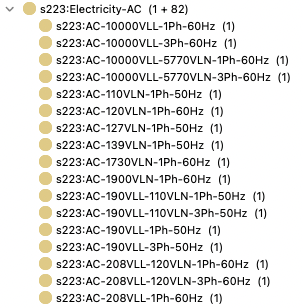 s223:Electricity-AC (1 + 82)
s223:AC-10000VLL-1Ph-60Hz (1)
s223:AC-10000VLL-3Ph-60Hz (1)
s223:AC-10000VLL-5770VLN-1Ph-60Hz (1)
s223:AC-10000VLL-5770VLN-3Ph-60Hz (1)
s223:AC-110VLN-1Ph-50Hz (1)
s223:AC-120VLN-1Ph-60Hz (1)
s223:AC-127VLN-1Ph-50Hz (1)
s223:AC-139VLN-1Ph-50Hz (1)
s223:AC-1730VLN-1Ph-60Hz (1)
s223:AC-1900VLN-1Ph-60Hz (1)
s223:AC-190VLL-110VLN-1Ph-50Hz (1)
s223:AC-190VLL-110VLN-3Ph-50Hz (1)
s223:AC-190VLL-1Ph-50Hz (1)
s223:AC-190VLL-3Ph-50Hz (1)
s223:AC-208VLL-120VLN-1Ph-60Hz (1)
s223:AC-208VLL-120VLN-3Ph-60Hz (1)
s223:AC-208VLL-1Ph-60Hz (1)